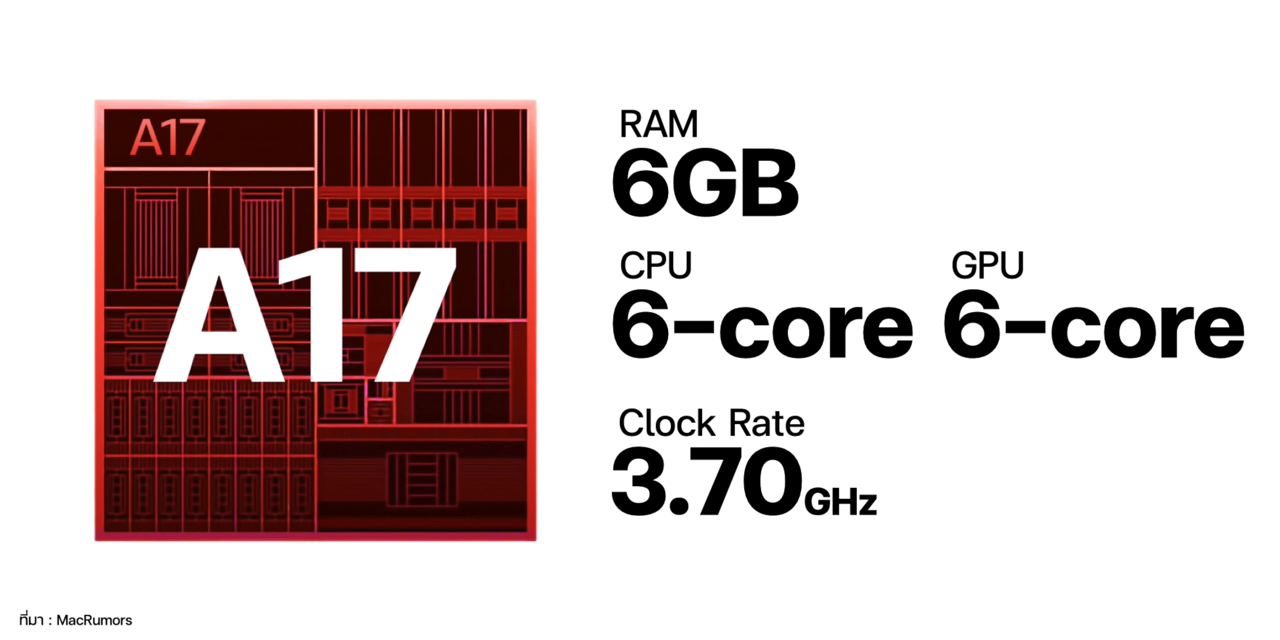 A17
A17
RAM
6GB
CPU
6-core
GPU
6-core
Clock Rate
3.70GHz
ที่มา : MacRumors